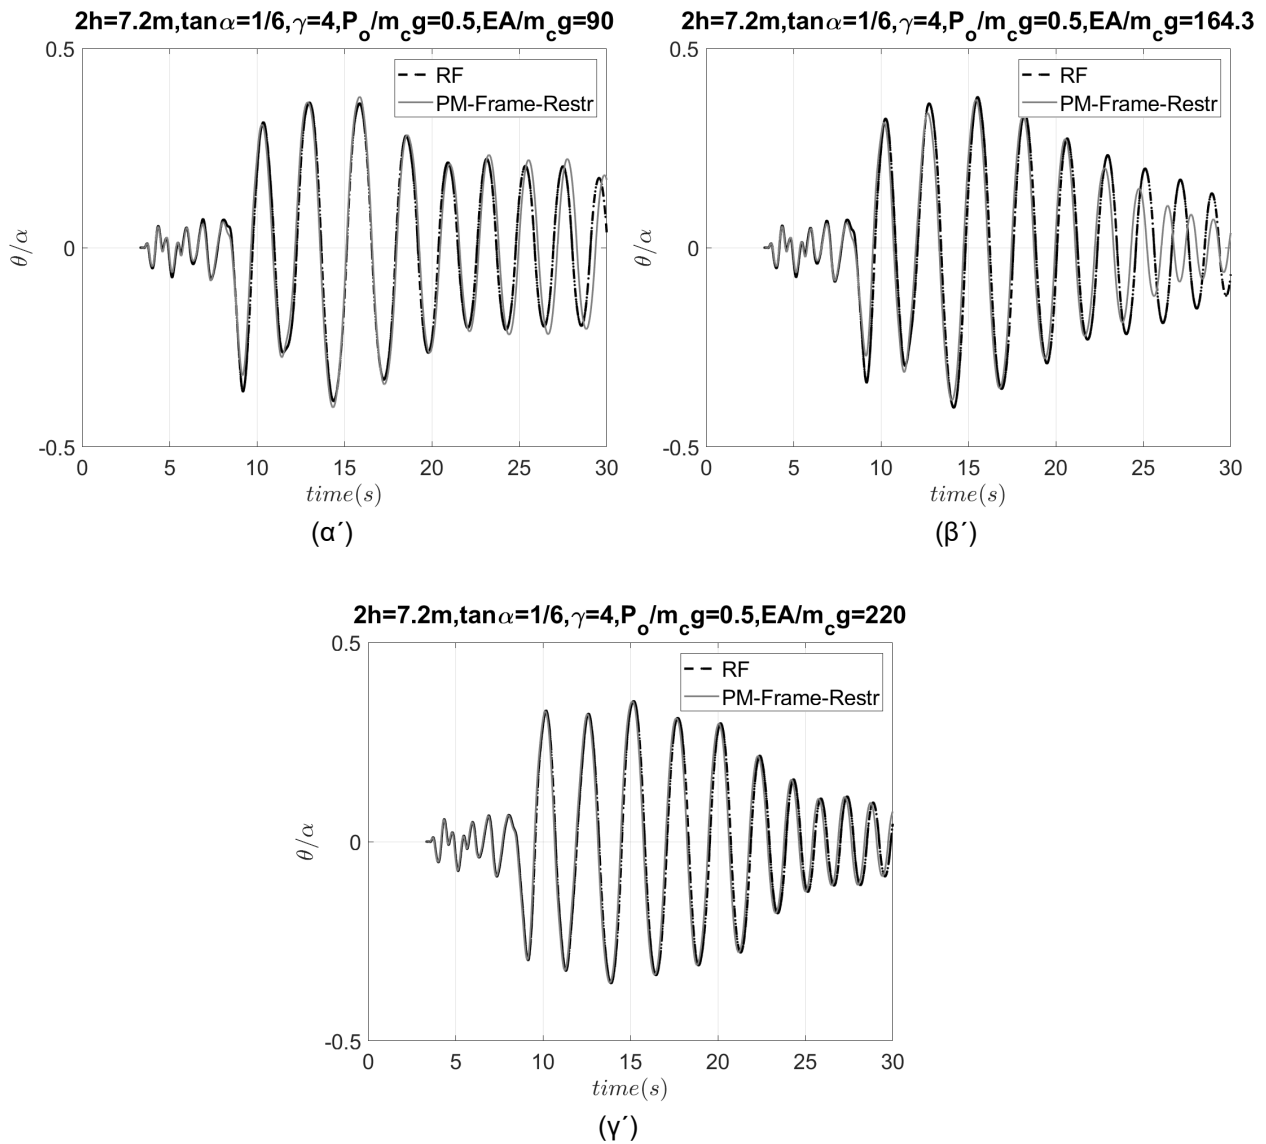 2h=7.2m,tanα=1/6,γ=4,Po/mcg=0.5,EA/mcg=90
0.5
RF
PM-Frame-Restr
θ/α
0
-0.5
0 5 10 15 20 25 30
time(s)
(α´)
2h=7.2m,tanα=1/6,γ=4,Po/mcg=0.5,EA/mcg=164.3
0.5
RF
PM-Frame-Restr
θ/α
0
-0.5
0 5 10 15 20 25 30
time(s)
(β´)
2h=7.2m,tanα=1/6,γ=4,Po/mcg=0.5,EA/mcg=220
0.5
RF
PM-Frame-Restr
θ/α
0
-0.5
0 5 10 15 20 25 30
time(s)
(γ´)